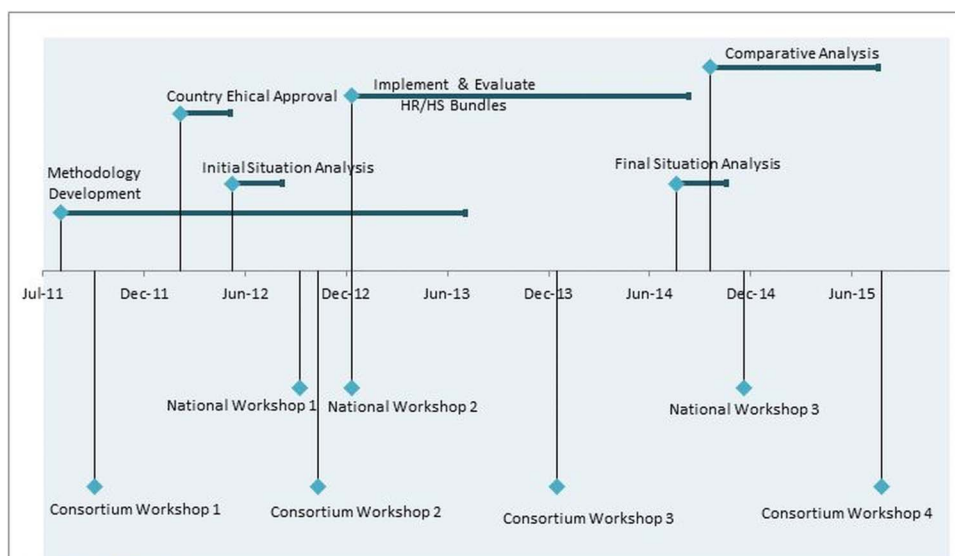 Comparative Analysis
Implement & Evaluate
HR/HS Bundles
Country Ehical Approval
Methodology
Development
Initial Situation Analysis
Final Situation Analysis
Jul-11 Dec-11 Jun-12 Dec-12 Jun-13 Dec-13 Jun-14 Dec-14 Jun-15
National Workshop 1 National Workshop 2 National Workshop 3
Consortium Workshop 1 Consortium Workshop 2 Consortium Workshop 3 Consortium Workshop 4